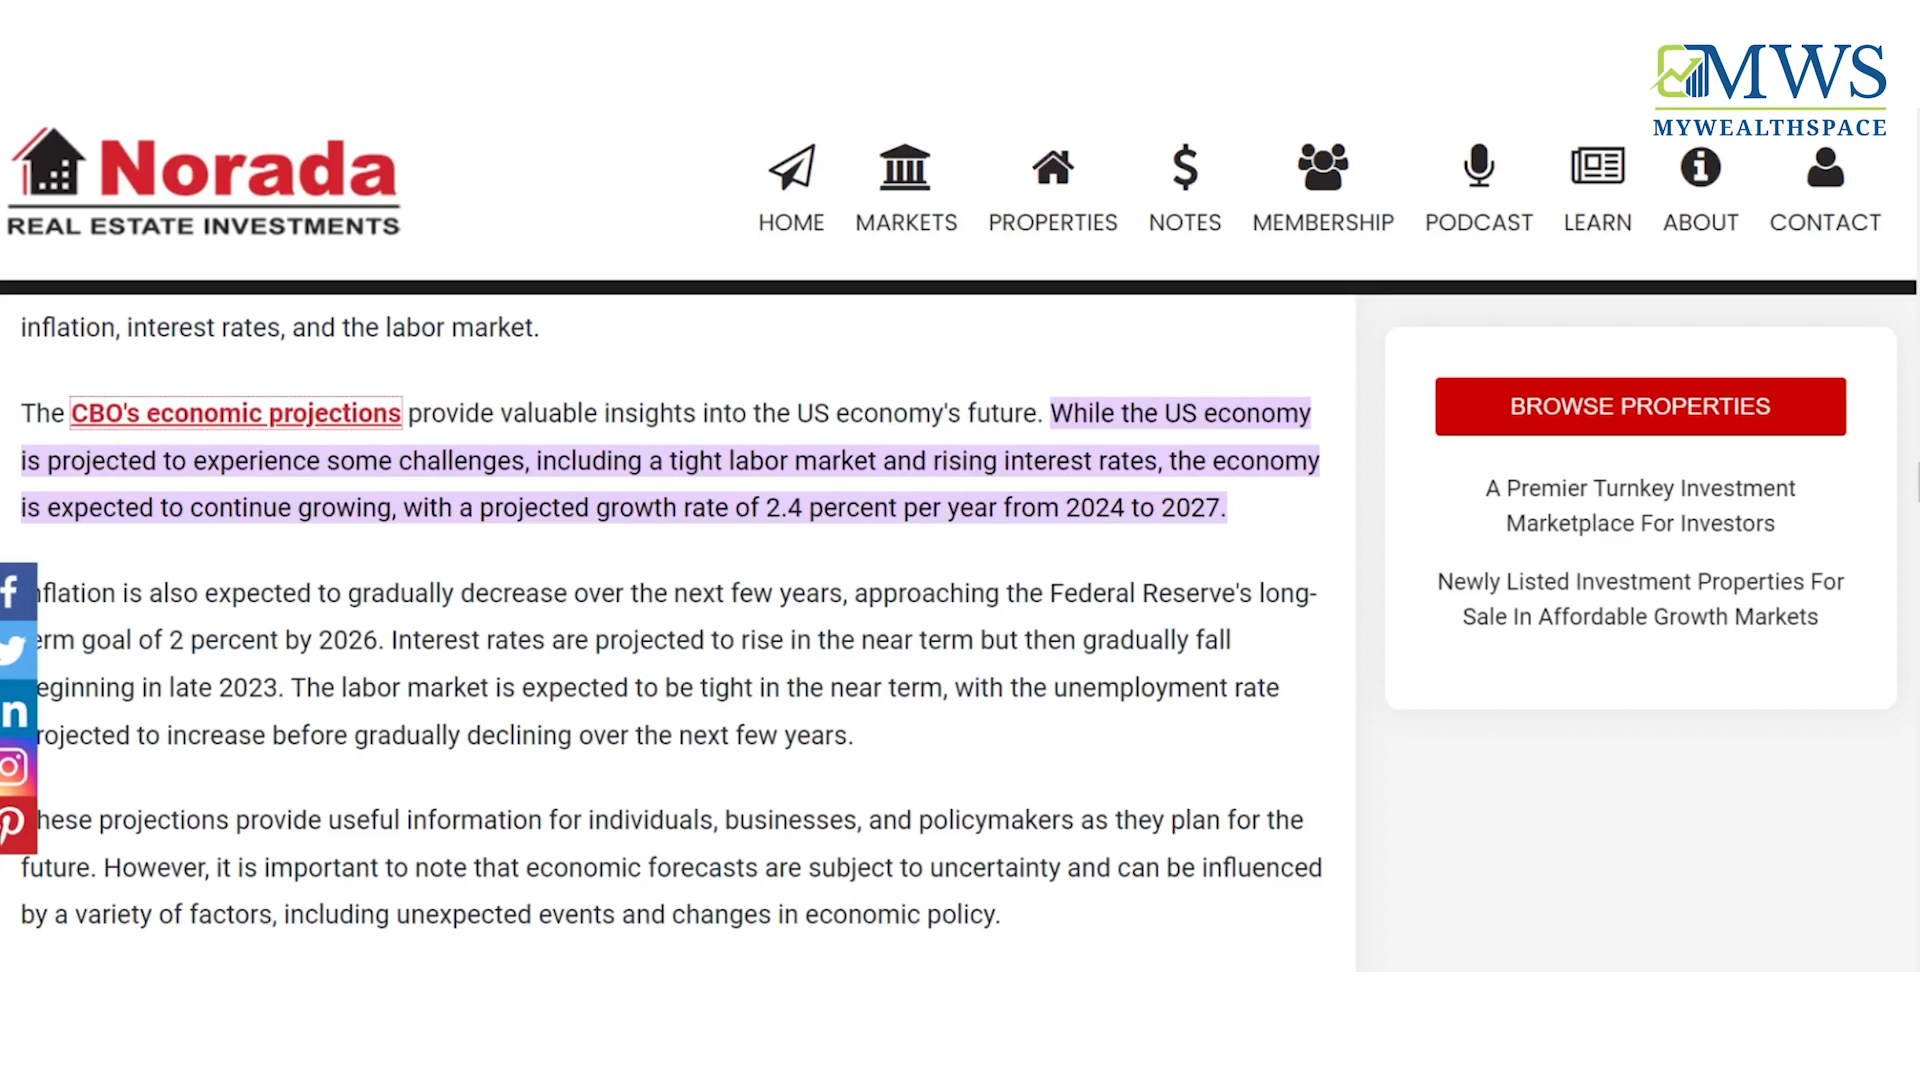 MWS
MYWEALTHSPACE
Norada
REAL ESTATE INVESTMENTS
HOME
MARKETS
PROPERTIES
NOTES
MEMBERSHIP
PODCAST
LEARN
ABOUT
CONTACT
inflation, interest rates, and the labor market.
The CBO's economic projections provide valuable insights into the US economy's future. While the US economy
is projected to experience some challenges, including a tight labor market and rising interest rates, the economy
is expected to continue growing, with a projected growth rate of 2.4 percent per year from 2024 to 2027.
nflation is also expected to gradually decrease over the next few years, approaching the Federal Reserve's long-
erm goal of 2 percent by 2026. Interest rates are projected to rise in the near term but then gradually fall
eginning in late 2023. The labor market is expected to be tight in the near term, with the unemployment rate
rojected to increase before gradually declining over the next few years.
hese projections provide useful information for individuals, businesses, and policymakers as they plan for the
future. However, it is important to note that economic forecasts are subject to uncertainty and can be influenced
by a variety of factors, including unexpected events and changes in economic policy.
BROWSE PROPERTIES
A Premier Turnkey Investment
Marketplace For Investors
Newly Listed Investment Properties For
Sale In Affordable Growth Markets